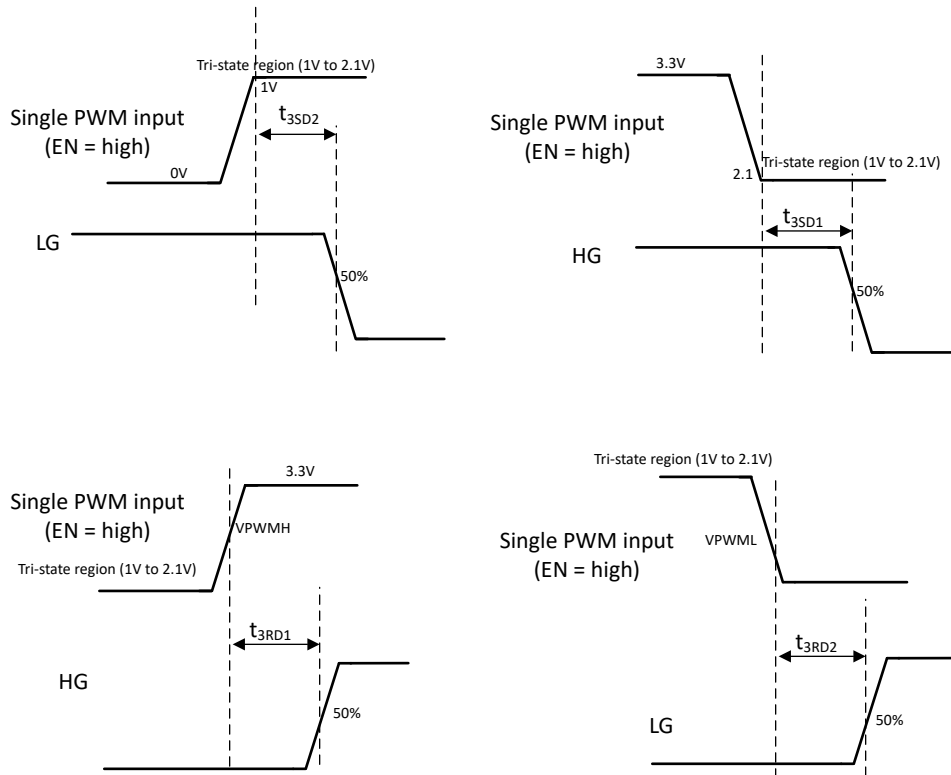 Tri-state region (1V to 2.1V)
1V
Single PWM input
(EN = high)
t3SD2
0V
LG
50%
3.3V
Single PWM input
(EN = high)
2.1
Tri-state region (1V to 2.1V)
t3SD1
HG
50%
3.3V
Single PWM input
(EN = high)
VPWMH
Tri-state region (1V to 2.1V)
t3RD1
HG
50%
Tri-state region (1V to 2.1V)
VPWML
Single PWM input
(EN = high)
t3RD2
LG
50%